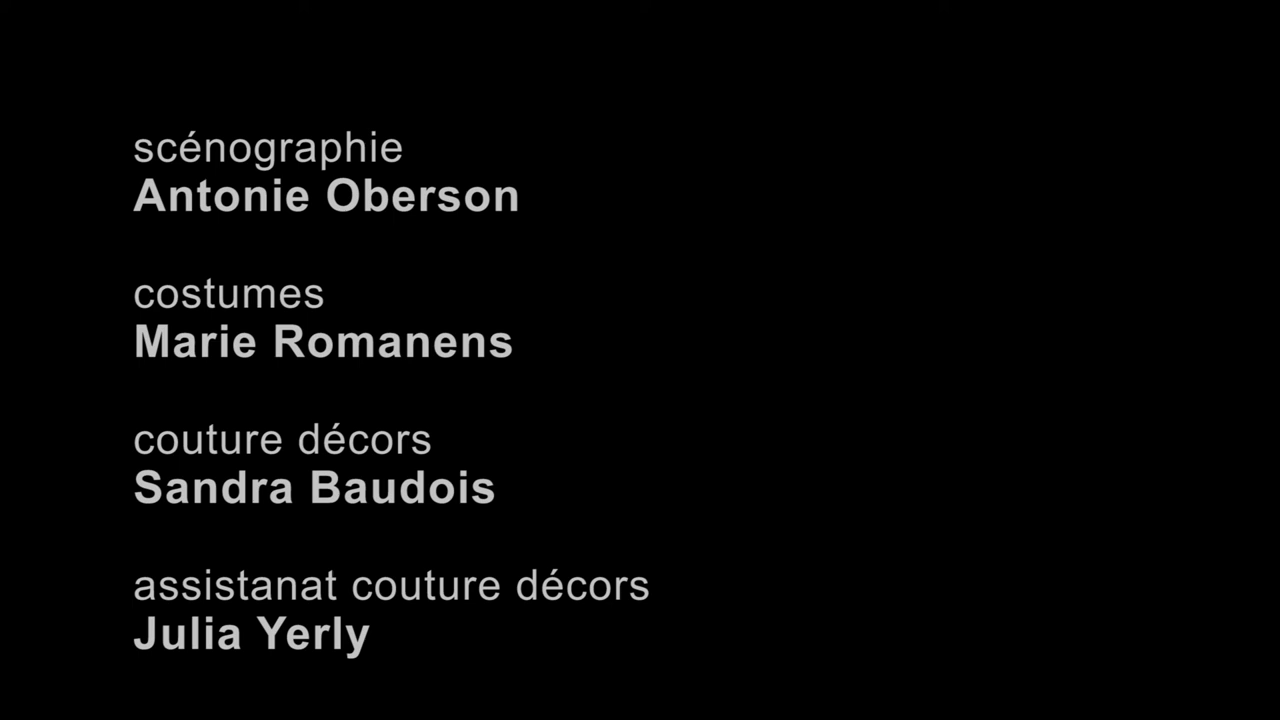 scénographie
Antonie Oberson
costumes
Marie Romanens
couture décors
Sandra Baudois
assistanat couture décors
Julia Yerly